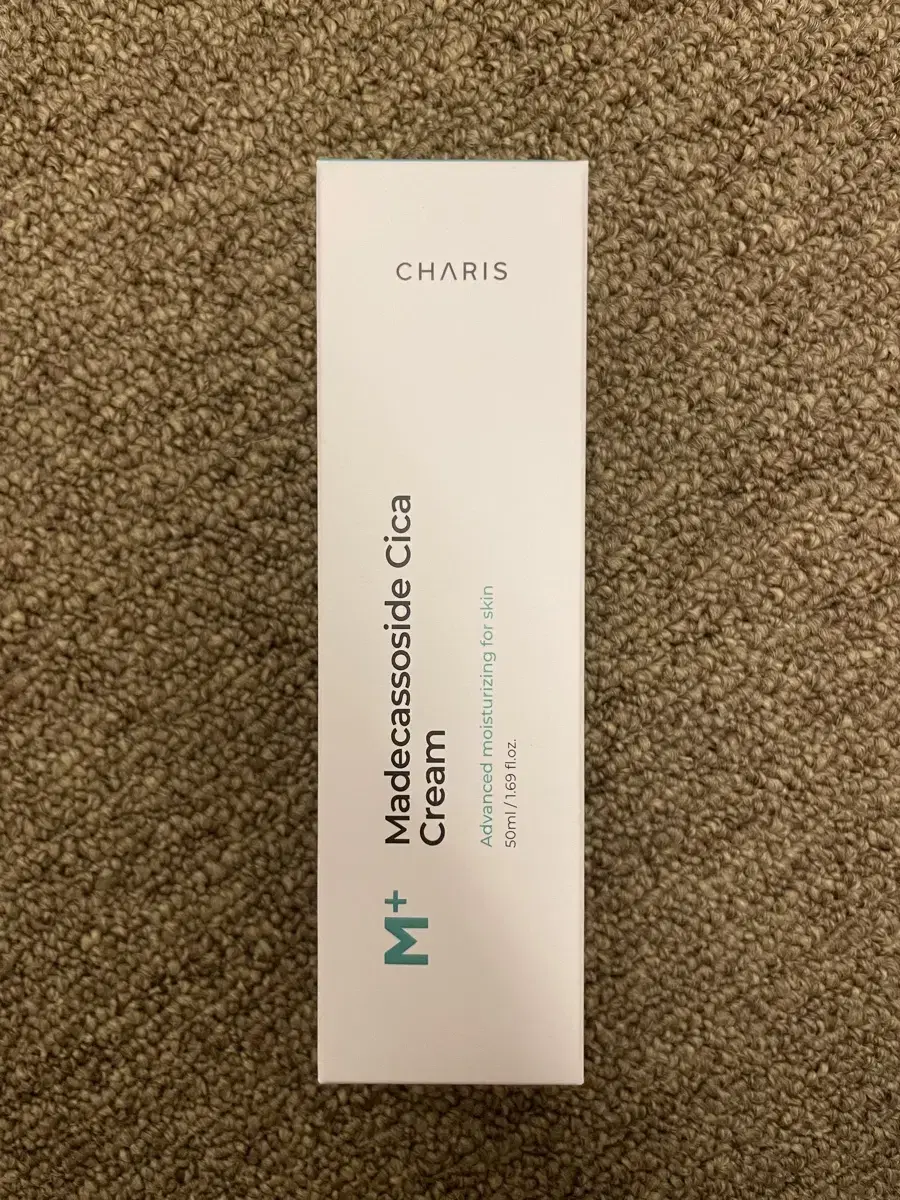 CHARIS
M+
Madecassoside Cica
Cream
Advanced moisturizing for skin
50ml / 1.69 fl.oz.